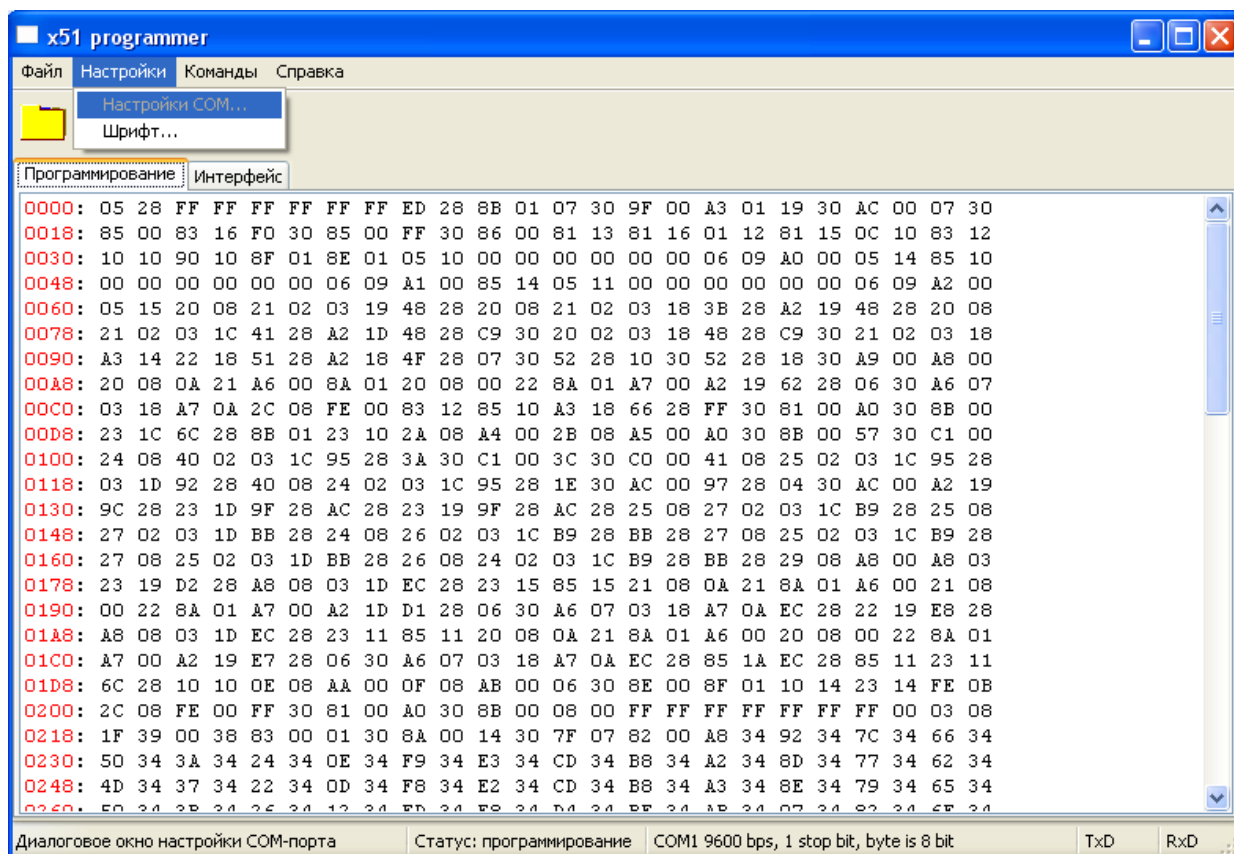 x51 programmer
Файл Настройки Команды Справка
Настройки COM...
Шрифт...
Программирование Интерфейс
0000: 05 28 FF FF FF FF FF FF ED 28 8B 01 07 30 9F 00 A3 01 19 30 AC 00 07 30
0018: 85 00 83 16 F0 30 85 00 FF 30 86 00 81 13 81 16 01 12 81 15 0C 10 83 12
0030: 10 10 90 10 8F 01 8E 01 05 10 00 00 00 00 00 00 06 09 A0 00 05 14 85 10
0048: 00 00 00 00 00 00 06 09 A1 00 85 14 05 11 00 00 00 00 00 00 06 09 A2 00
0060: 05 15 20 08 21 02 03 19 48 28 20 08 21 02 03 18 3B 28 A2 19 48 28 20 08
0078: 21 02 03 1C 41 28 A2 1D 48 28 C9 30 20 02 03 18 48 28 C9 30 21 02 03 18
0090: A3 14 22 18 51 28 A2 18 4F 28 07 30 52 28 10 30 52 28 18 30 A9 00 A8 00
00A8: 20 08 0A 21 A6 00 8A 01 20 08 00 22 8A 01 A7 00 A2 19 62 28 06 30 A6 07
00C0: 03 18 A7 0A 2C 08 FE 00 83 12 85 10 A3 18 66 28 FF 30 81 00 A0 30 8B 00
00D8: 23 1C 6C 28 8B 01 23 10 2A 08 A4 00 2B 08 A5 00 A0 30 8B 00 57 30 C1 00
0100: 24 08 40 02 03 1C 95 28 3A 30 C1 00 3C 30 C0 00 41 08 25 02 03 1C 95 28
0118: 03 1D 92 28 40 08 24 02 03 1C 95 28 1E 30 AC 00 97 28 04 30 AC 00 A2 19
0130: 9C 28 23 1D 9F 28 AC 28 23 19 9F 28 AC 28 25 08 27 02 03 1C B9 28 25 08
0148: 27 02 03 1D BB 28 24 08 26 02 03 1C B9 28 BB 28 27 08 25 02 03 1C B9 28
0160: 27 08 25 02 03 1D BB 28 26 08 24 02 03 1C B9 28 BB 28 29 08 A8 00 A8 03
0178: 23 19 D2 28 A8 08 03 1D EC 28 23 15 85 15 21 08 0A 21 8A 01 A6 00 21 08
0190: 00 22 8A 01 A7 00 A2 1D D1 28 06 30 A6 07 03 18 A7 0A EC 28 22 19 E8 28
01A8: A8 08 03 1D EC 28 23 11 85 11 20 08 0A 21 8A 01 A6 00 20 08 00 22 8A 01
01C0: A7 00 A2 19 E7 28 06 30 A6 07 03 18 A7 0A EC 28 85 1A EC 28 85 11 23 11
01D8: 6C 28 10 10 0E 08 AA 00 0F 08 AB 00 06 30 8E 00 8F 01 10 14 23 14 FE 0B
0200: 2C 08 FE 00 FF 30 81 00 A0 30 8B 00 08 00 FF FF FF FF FF FF FF 00 03 08
0218: 1F 39 00 38 83 00 01 30 8A 00 14 30 7F 07 82 00 A8 34 92 34 7C 34 66 34
0230: 50 34 3A 34 24 34 0E 34 F9 34 E3 34 CD 34 B8 34 A2 34 8D 34 77 34 62 34
0248: 4D 34 37 34 22 34 0D 34 F8 34 E2 34 CD 34 B8 34 A3 34 8E 34 79 34 65 34
Диалоговое окно настройки COM-порта Статус: программирование COM1 9600 bps, 1 stop bit, byte is 8 bit TxD RxD